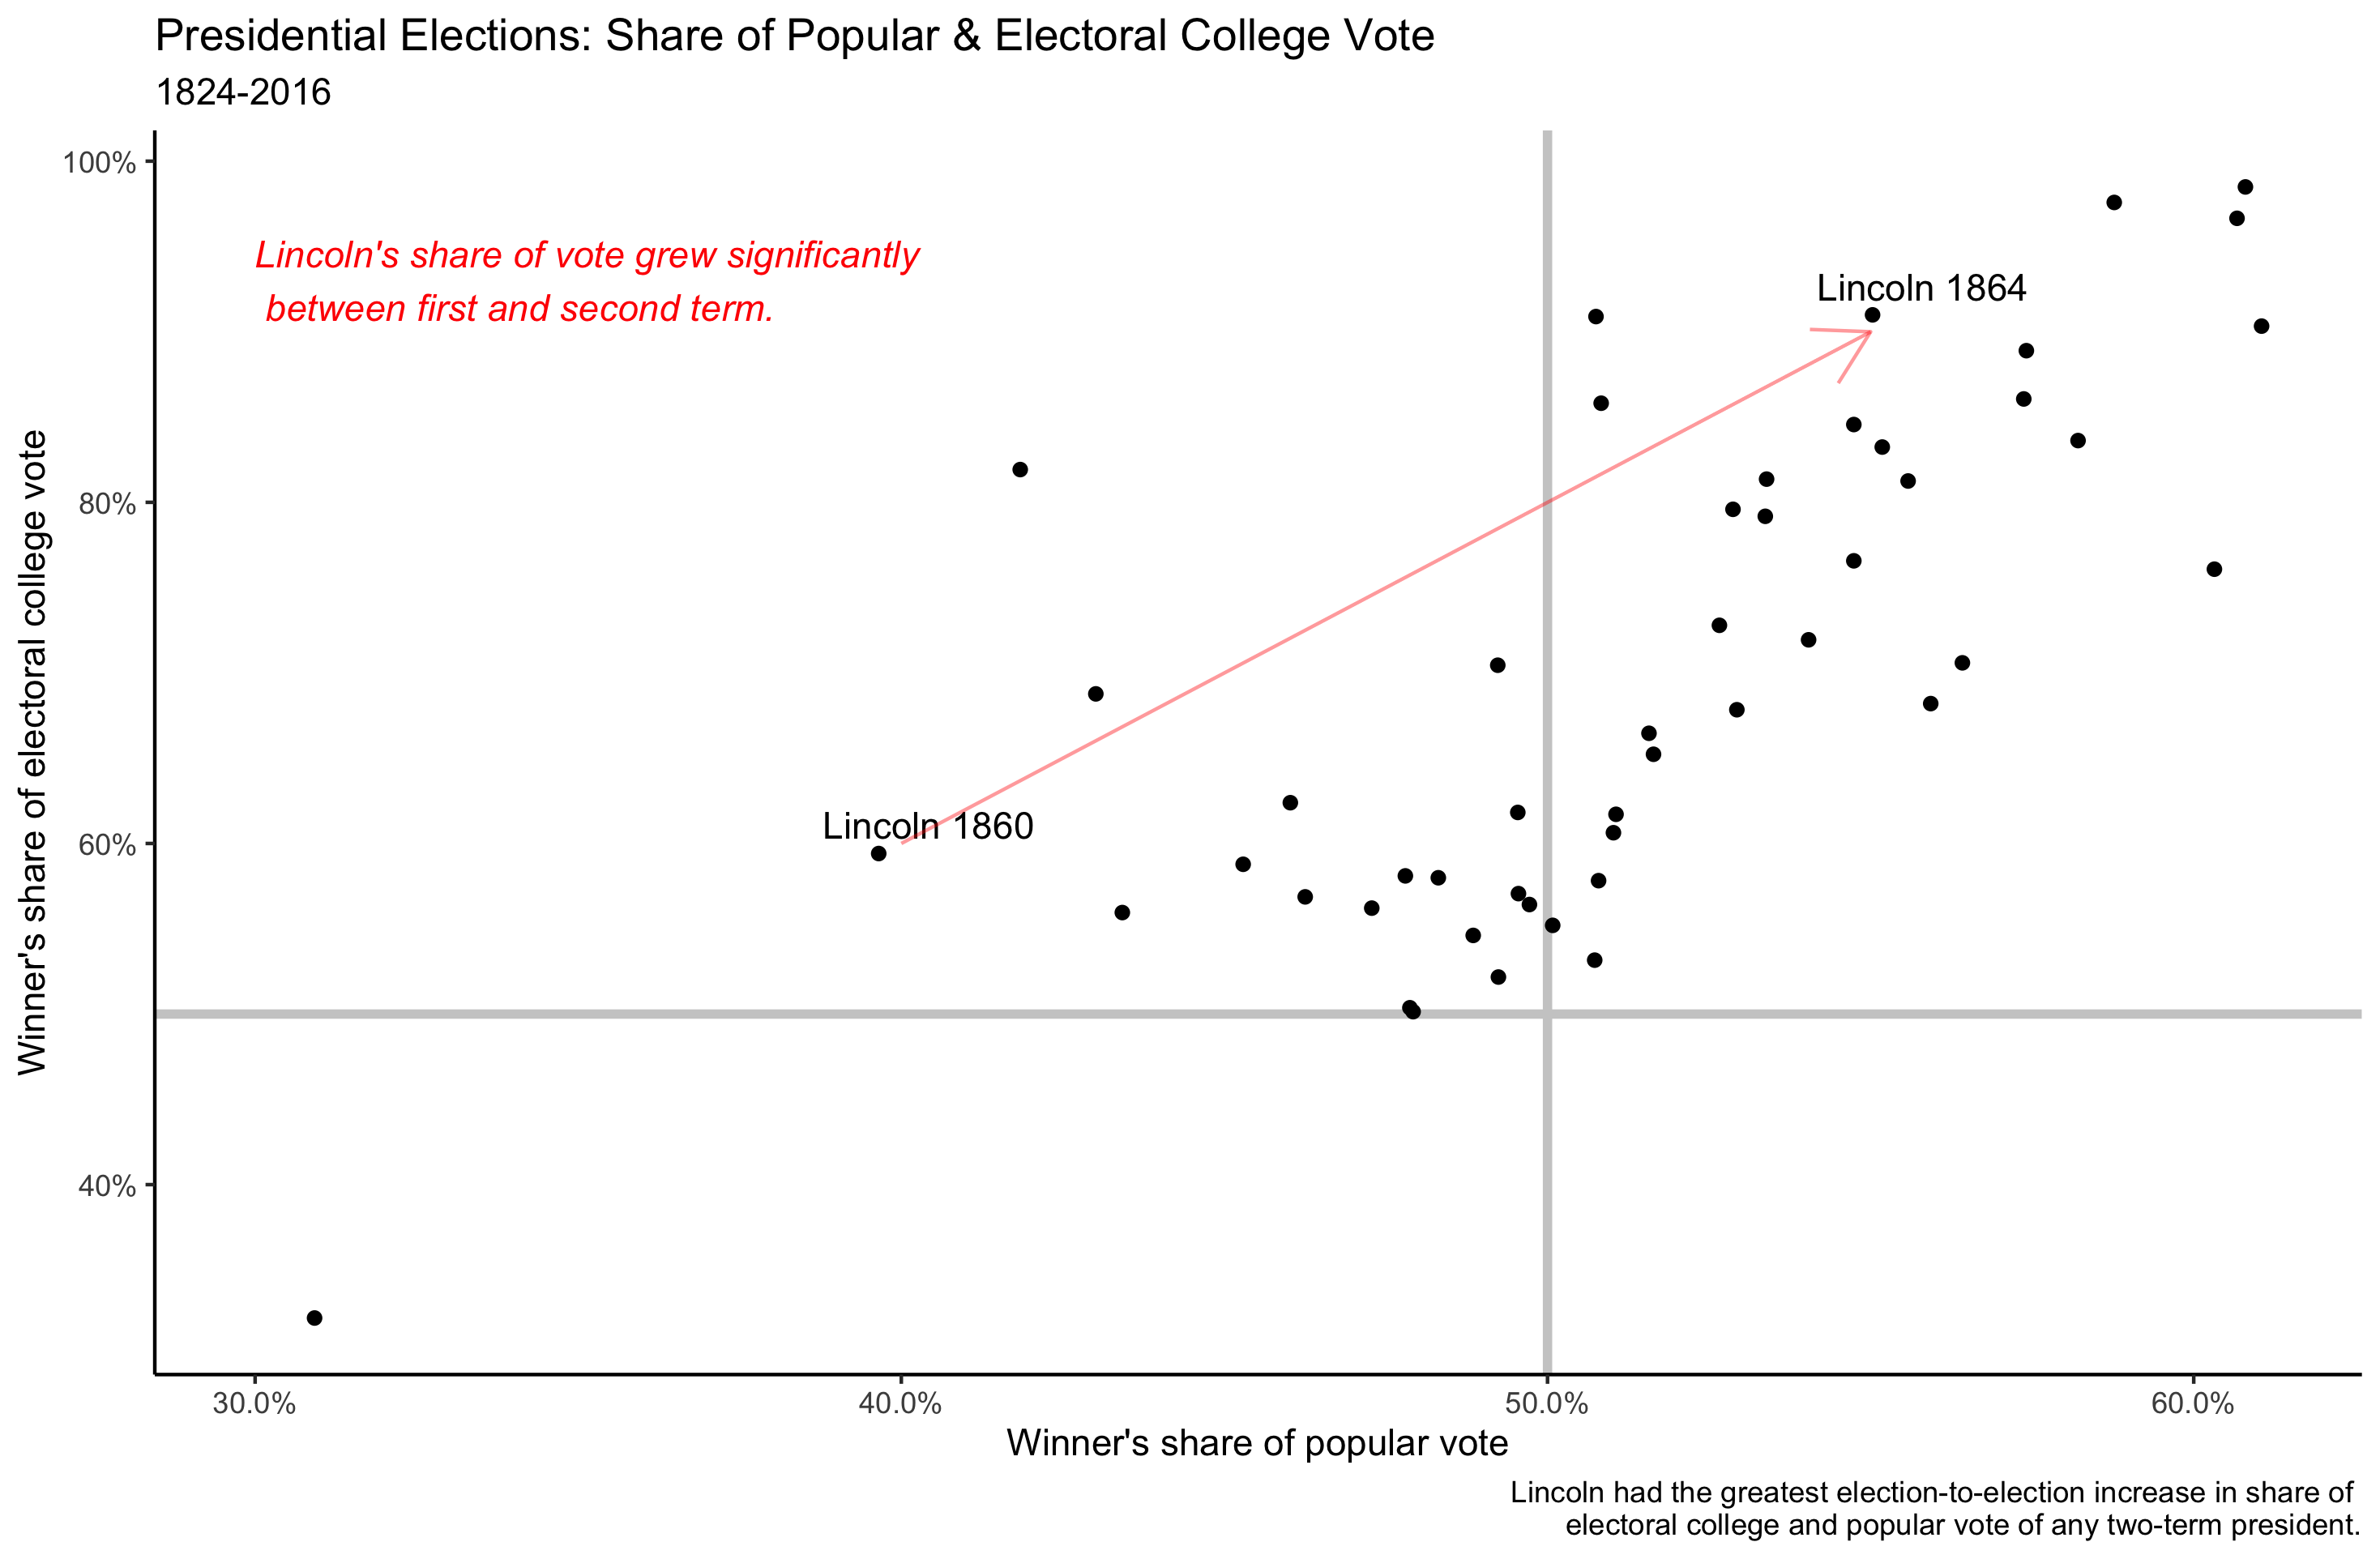 Presidential Elections: Share of Popular & Electoral College Vote
1824-2016
100%
80%
60%
40%
Winner's share of electoral college vote
Lincoln's share of vote grew significantly
between first and second term.
Lincoln 1864
Lincoln 1860
30.0%
40.0%
50.0%
60.0%
Winner's share of popular vote
Lincoln had the greatest election-to-election increase in share of
electoral college and popular vote of any two-term president.